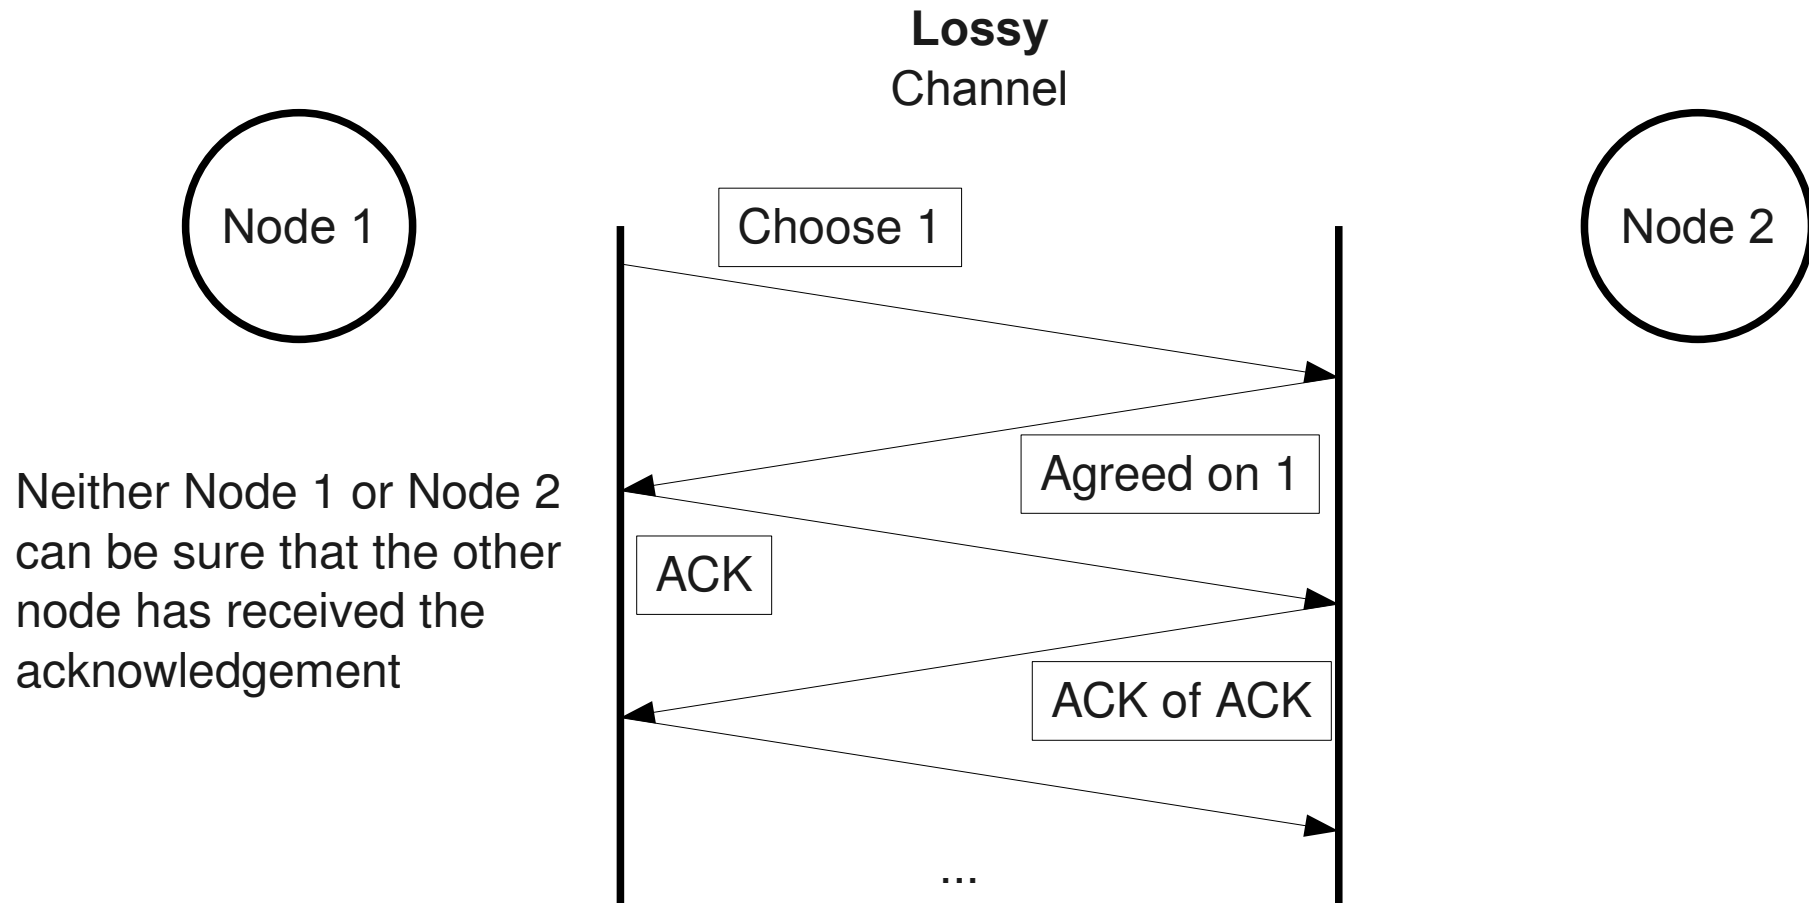 Lossy
Channel
Node 1
Node 2
Choose 1
Agreed on 1
Neither Node 1 or Node 2
can be sure that the other
node has received the
acknowledgement
ACK
ACK of ACK
...